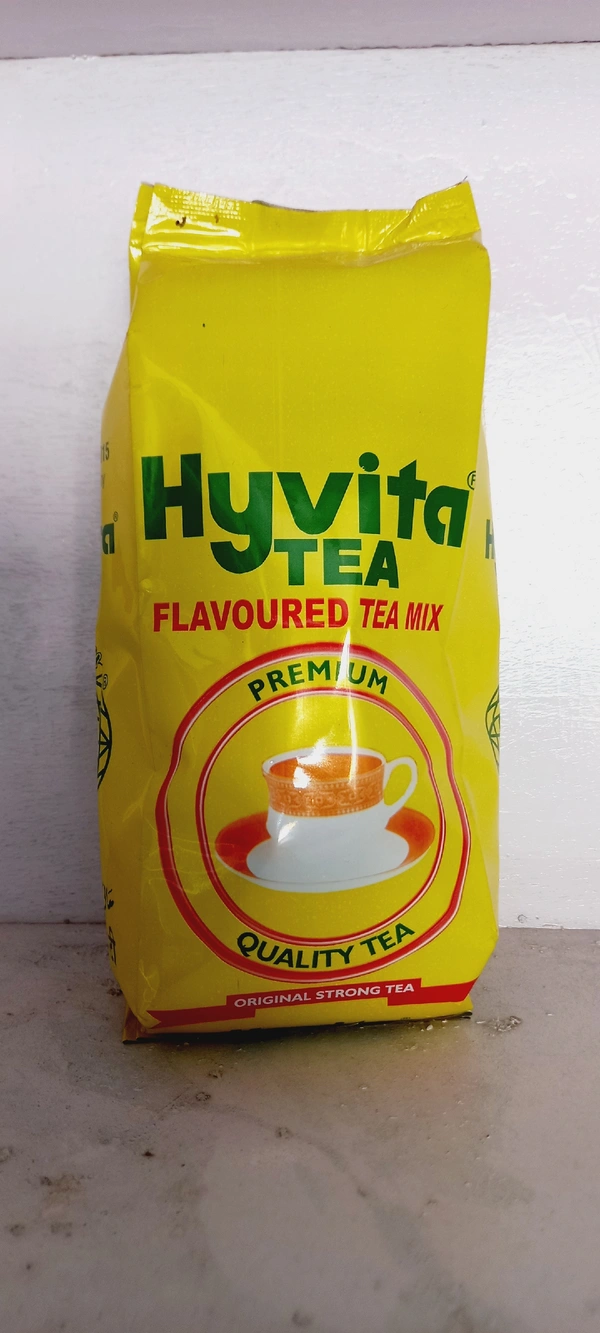 Hyvita®
TEA
FLAVOURED TEA MIX
PREMIUM
QUALITY TEA
ORIGINAL STRONG TEA